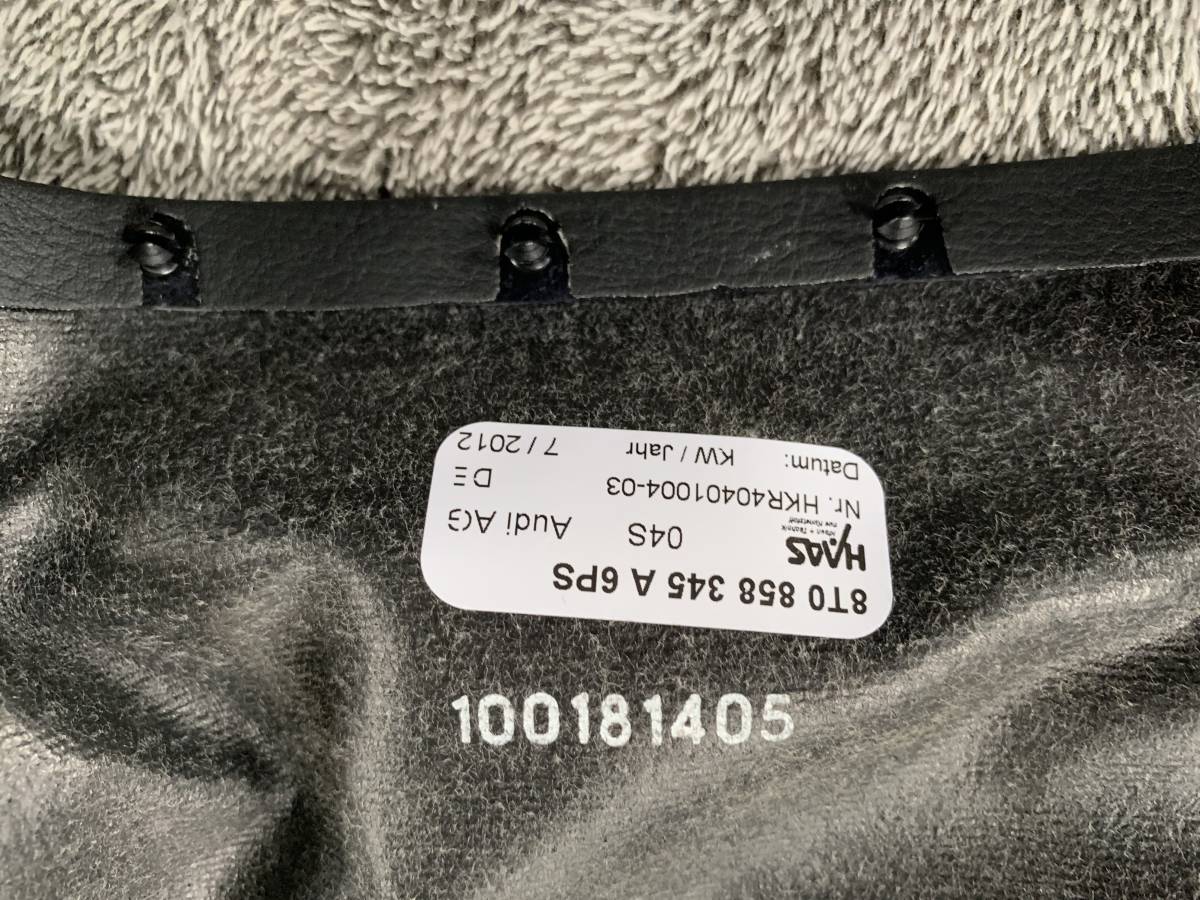 8T0 858 345 A 6PS
HAAS 04S Audi AG
Nr. HKR40401004-03 DE
Datum: KW / Jahr 7 / 2012
100181405